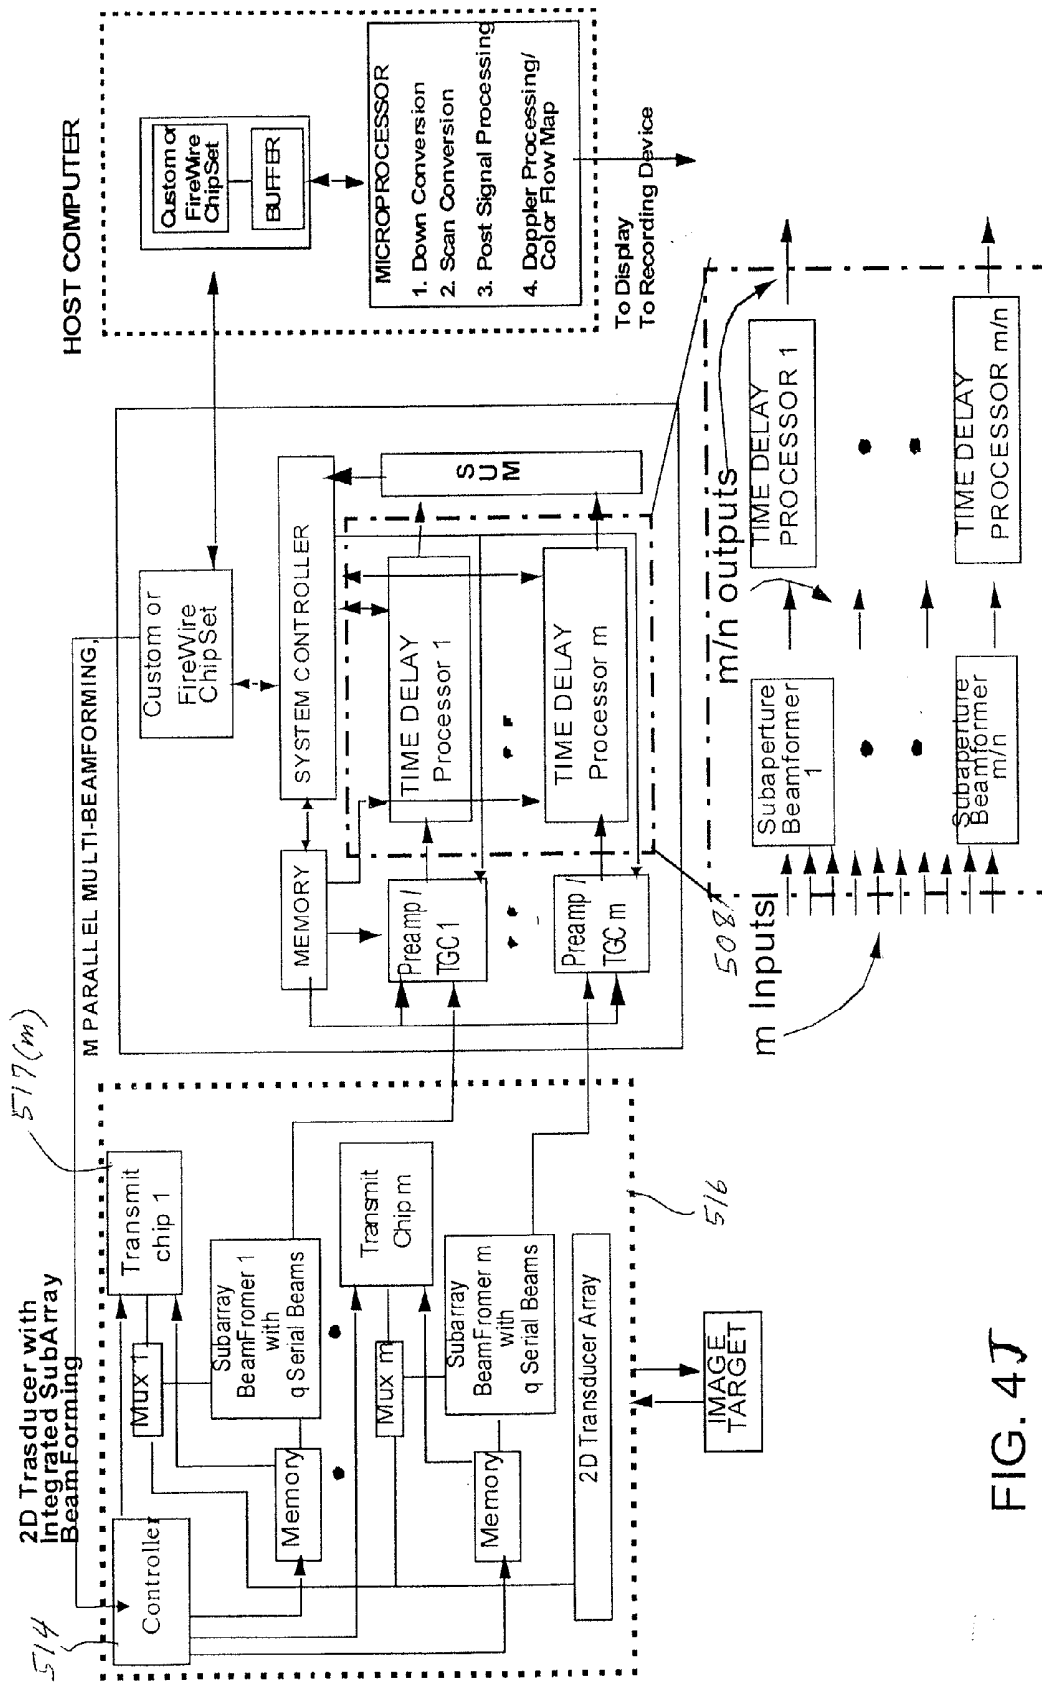 514
2D Trasducer with
Integrated SubArray
BeamForming
517(m)
Controller
Mux 1
Transmit
chip 1
Memory
Subarray
BeamFromer 1
with
q Serial Beams
Mux m
Transmit
Chip m
Memory
Subarray
BeamFromer m
with
q Serial Beams
2D Transducer Array
516
IMAGE
TARGET
M PARALLEL MULTI-BEAMFORMING,
Custom or
FireWire
ChipSet
MEMORY
SYSTEM CONTROLLER
Preamp /
TGC1
TIME DELAY
Processor 1
Preamp /
TGC m
TIME DELAY
Processor m
SUM
HOST COMPUTER
Custom or
FireWire
ChipSet
BUFFER
MICROPROCESSOR
1. Down Conversion
2. Scan Conversion
3. Post Signal Processing
4. Doppler Processing/
Color Flow Map
To Display
To Recording Device
508
m Inputs
m/n outputs
Subaperture
Beamformer
1
TIME DELAY
PROCESSOR 1
Subaperture
Beamformer
m/n
TIME DELAY
PROCESSOR m/n
FIG. 4J